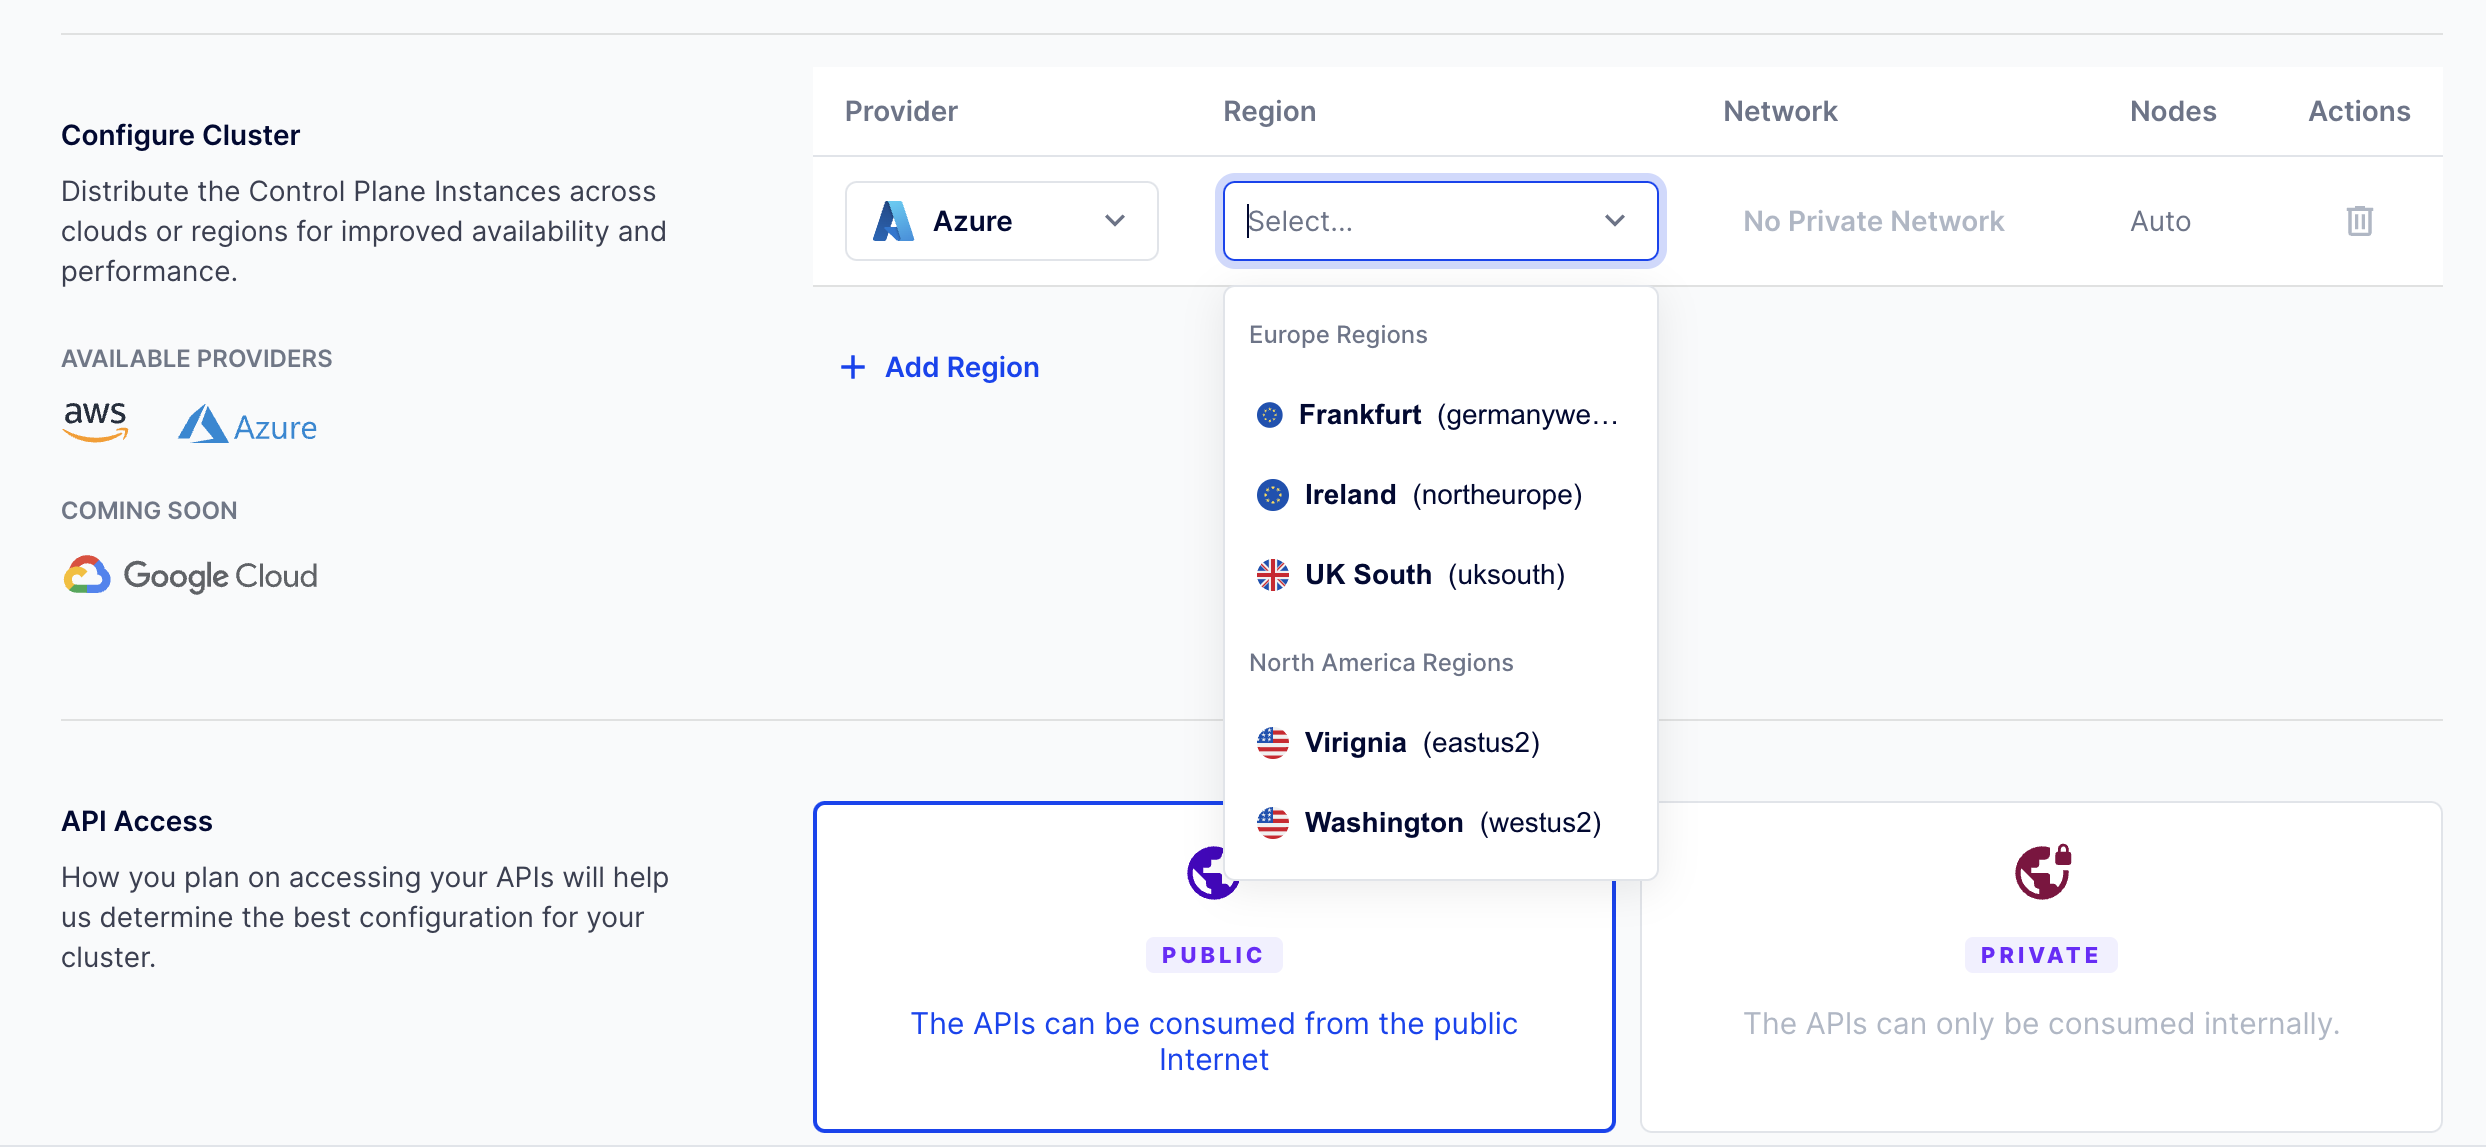 Configure Cluster
Distribute the Control Plane Instances across
clouds or regions for improved availability and
performance.
AVAILABLE PROVIDERS
aws
Azure
COMING SOON
Google Cloud
Provider
Region
Network
Nodes
Actions
Azure
Select...
No Private Network
Auto
Add Region
Europe Regions
Frankfurt (germanywe…
Ireland (northeurope)
UK South (uksouth)
North America Regions
Virignia (eastus2)
Washington (westus2)
API Access
How you plan on accessing your APIs will help
us determine the best configuration for your
cluster.
PUBLIC
The APIs can be consumed from the public
Internet
PRIVATE
The APIs can only be consumed internally.